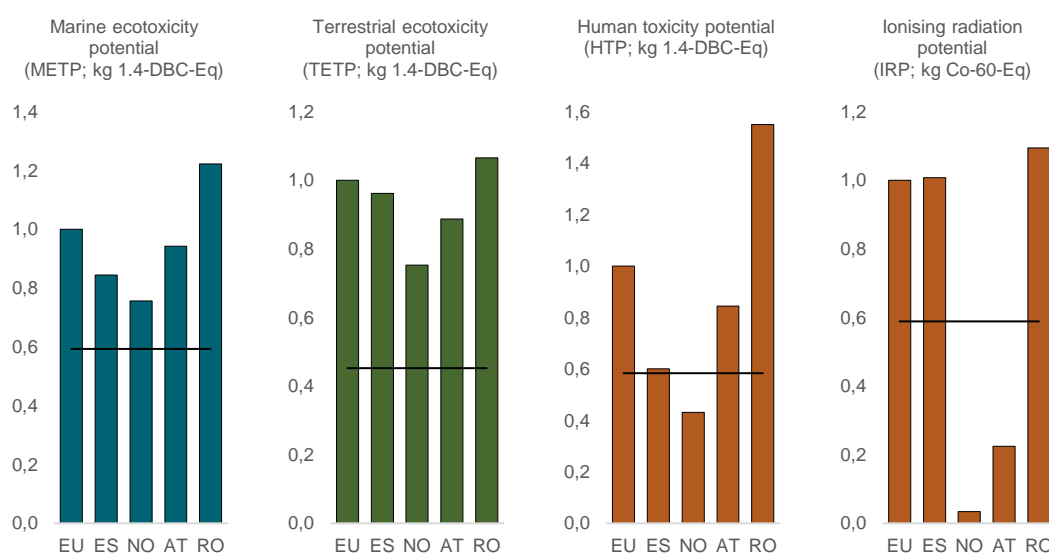 Marine ecotoxicity
potential
(METP; kg 1.4-DBC-Eq)
1,4
1,2
1,0
0,8
0,6
0,4
0,2
0,0
EU ES NO AT RO
Terrestrial ecotoxicity
potential
(TETP; kg 1.4-DBC-Eq)
1,2
1,0
0,8
0,6
0,4
0,2
0,0
EU ES NO AT RO
Human toxicity potential
(HTP; kg 1.4-DBC-Eq)
1,6
1,4
1,2
1,0
0,8
0,6
0,4
0,2
0,0
EU ES NO AT RO
Ionising radiation
potential
(IRP; kg Co-60-Eq)
1,2
1,0
0,8
0,6
0,4
0,2
0,0
EU ES NO AT RO